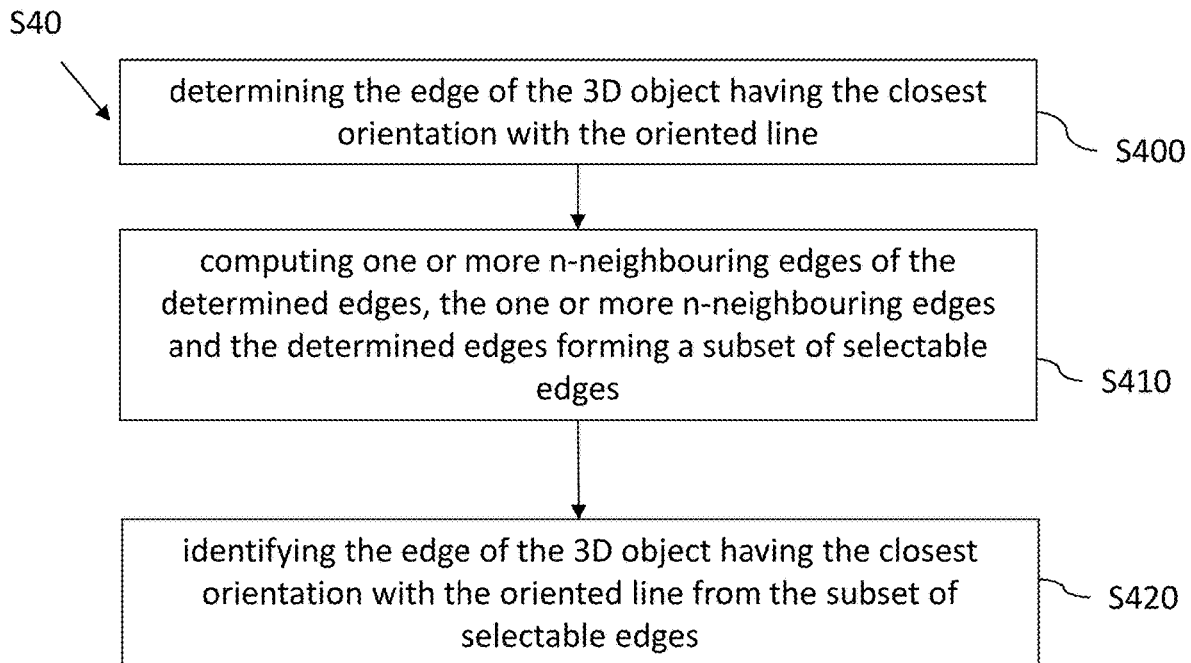 S40
determining the edge of the 3D object having the closest
orientation with the oriented line
S400
computing one or more n-neighbouring edges of the
determined edges, the one or more n-neighbouring edges
and the determined edges forming a subset of selectable
edges
S410
identifying the edge of the 3D object having the closest
orientation with the oriented line from the subset of
selectable edges
S420